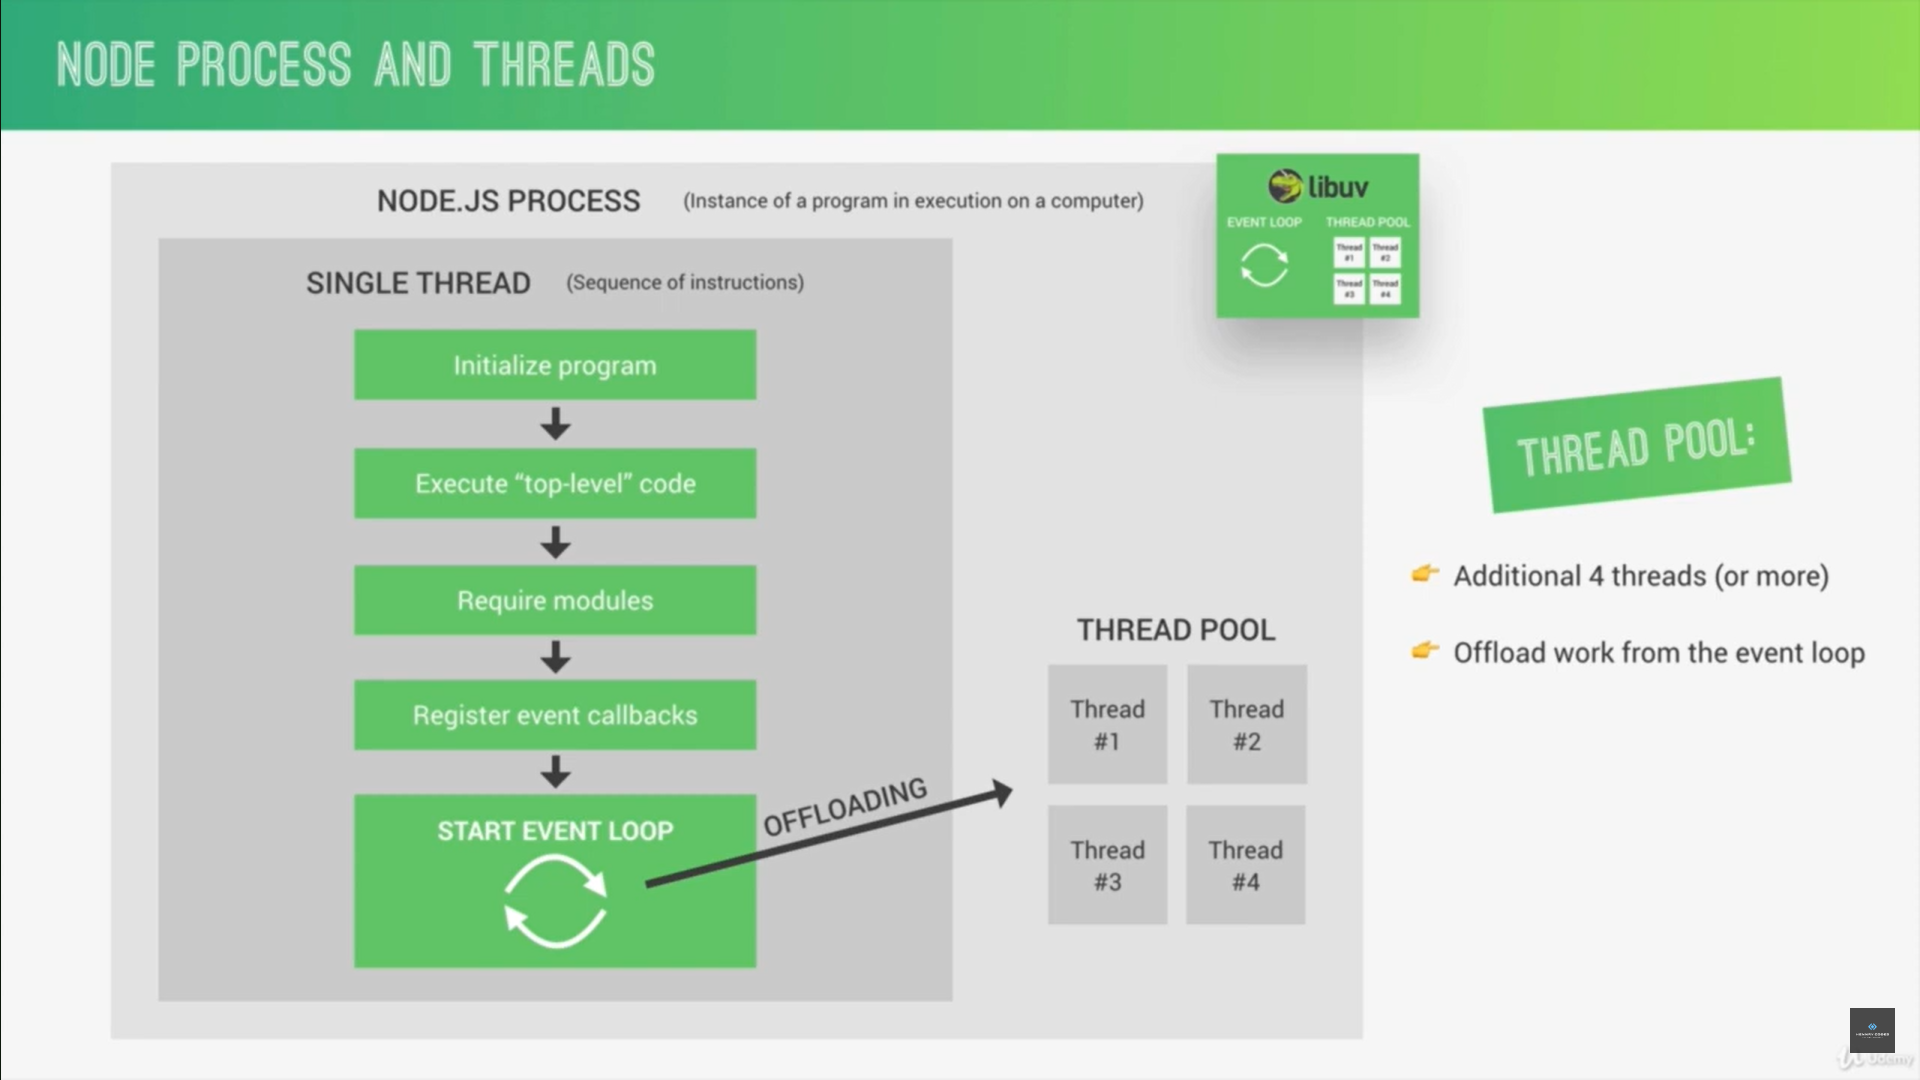 NODE PROCESS AND THREADS
NODE.JS PROCESS (Instance of a program in execution on a computer)
libuv
EVENT LOOP THREAD POOL
Thread #1
Thread #2
Thread #3
Thread #4
SINGLE THREAD (Sequence of instructions)
Initialize program
Execute “top-level” code
Require modules
Register event callbacks
START EVENT LOOP
OFFLOADING
THREAD POOL
Thread
#1
Thread
#2
Thread
#3
Thread
#4
THREAD POOL:
Additional 4 threads (or more)
Offload work from the event loop
Udemy